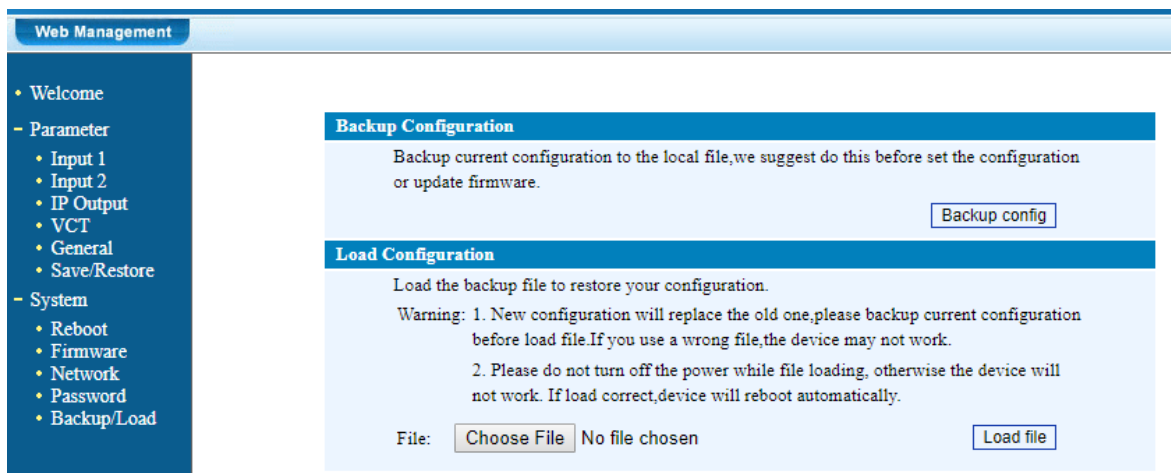 Web Management
Welcome
Parameter
Input 1
Input 2
IP Output
VCT
General
Save/Restore
System
Reboot
Firmware
Network
Password
Backup/Load
Backup Configuration
Backup current configuration to the local file,we suggest do this before set the configuration
or update firmware.
Backup config
Load Configuration
Load the backup file to restore your configuration.
Warning: 1. New configuration will replace the old one,please backup current configuration
before load file.If you use a wrong file,the device may not work.
2. Please do not turn off the power while file loading, otherwise the device will
not work. If load correct,device will reboot automatically.
File: Choose File No file chosen Load file